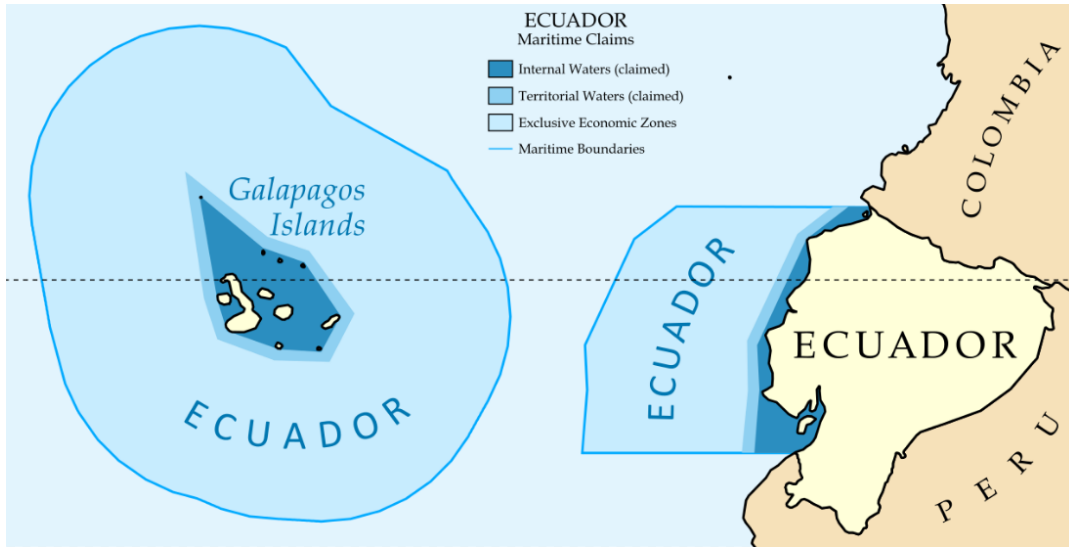 ECUADOR
Maritime Claims
Internal Waters (claimed)
Territorial Waters (claimed)
Exclusive Economic Zones
Maritime Boundaries
Galapagos
Islands
ECUADOR
ECUADOR
ECUADOR
COLOMBIA
PERU